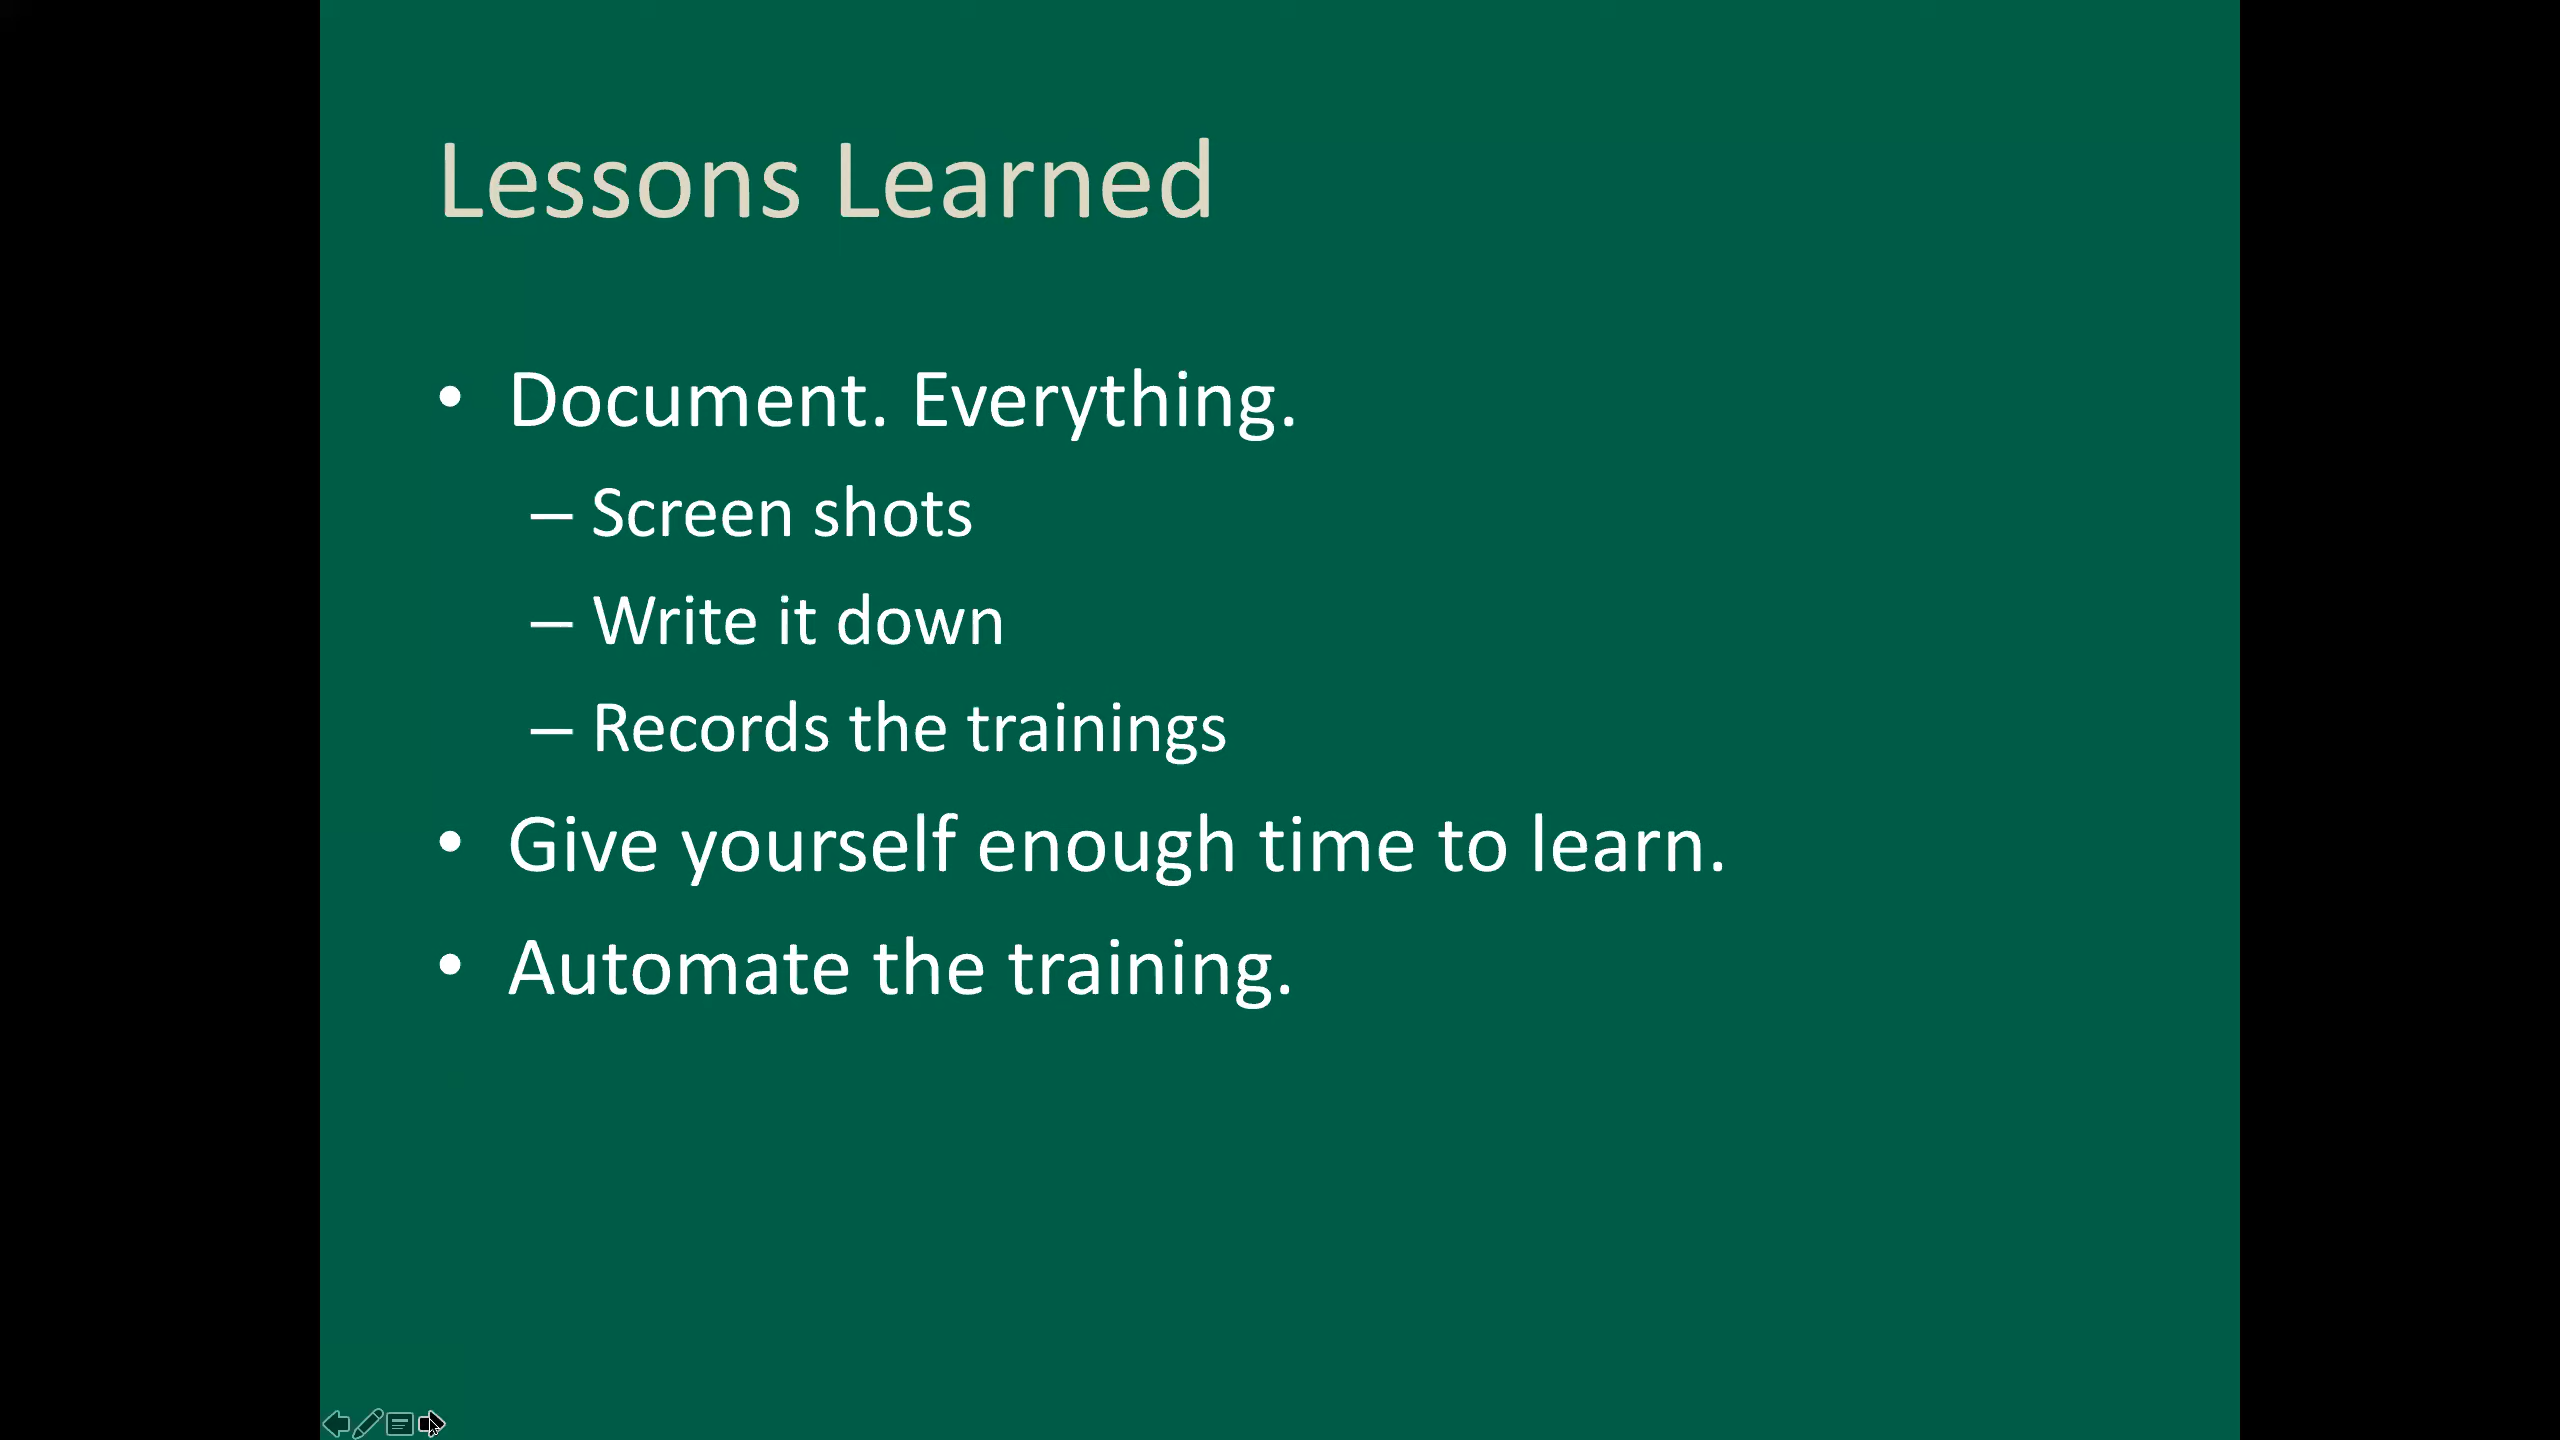 Lessons Learned
• Document. Everything.
– Screen shots
– Write it down
– Records the trainings
• Give yourself enough time to learn.
• Automate the training.